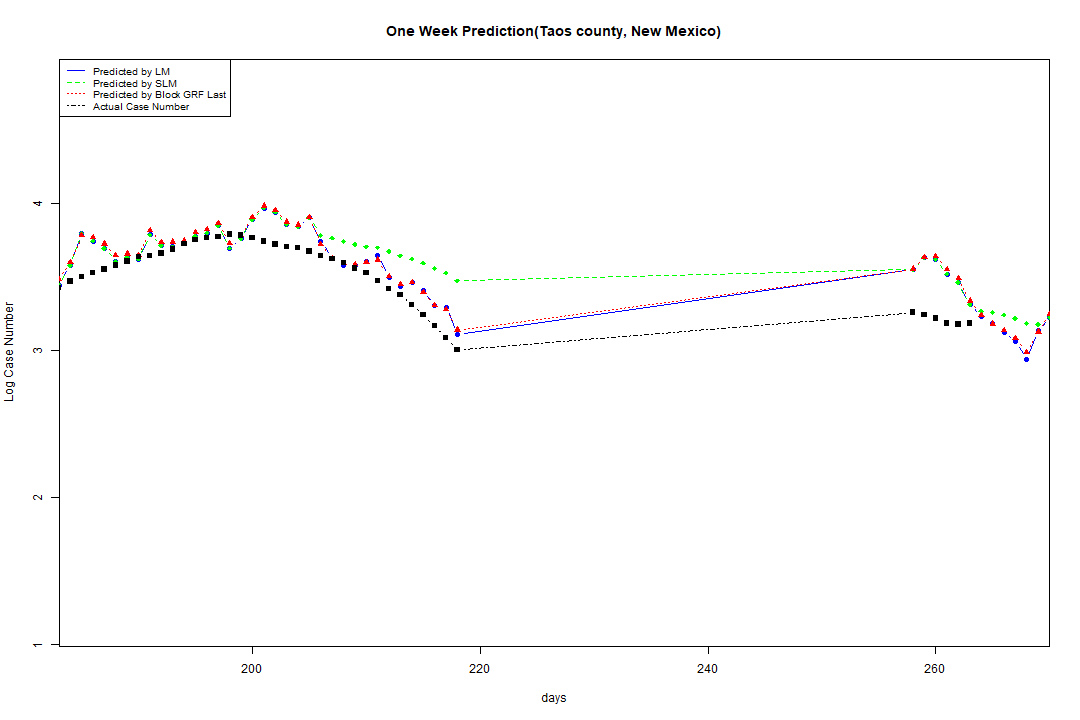 One Week Prediction(Taos county, New Mexico)
Predicted by LM
Predicted by SLM
Predicted by Block GRF Last
Actual Case Number
4
3
2
1
Log Case Number
200 220 240 260
days